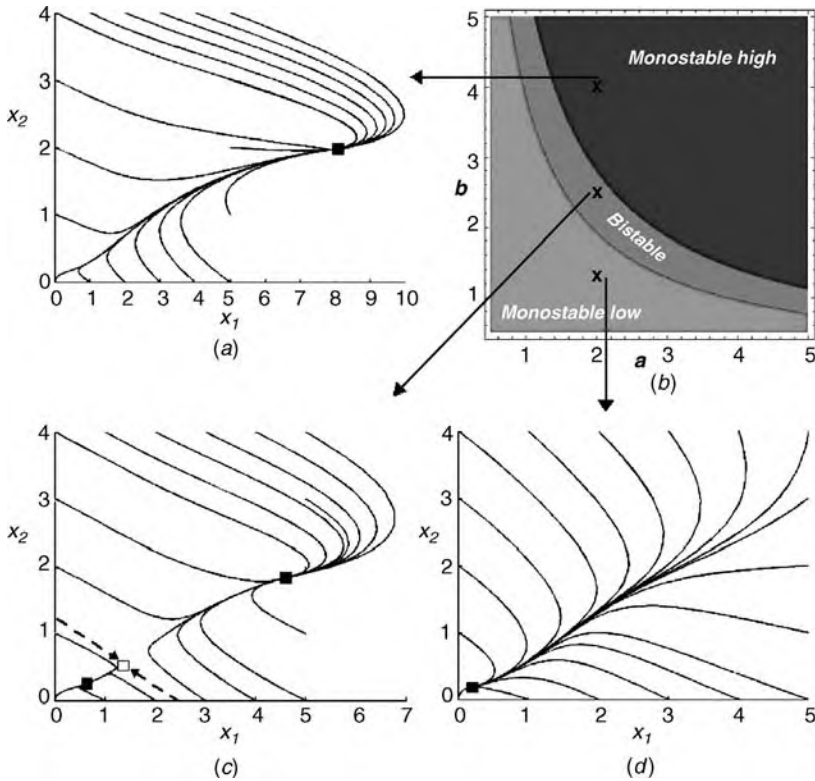 4
3
x2
2
1
0
0 1 2 3 4 5 6 7 8 9 10
x1
(a)
5
4
3
b
2
1
Monostable high
x
x
Bistable
x
Monostable low
1 2 3 4 5
a
(b)
4
3
x2
2
1
0
0 1 2 3 4 5 6 7
x1
(c)
4
3
x2
2
1
0
0 1 2 3 4 5
x1
(d)